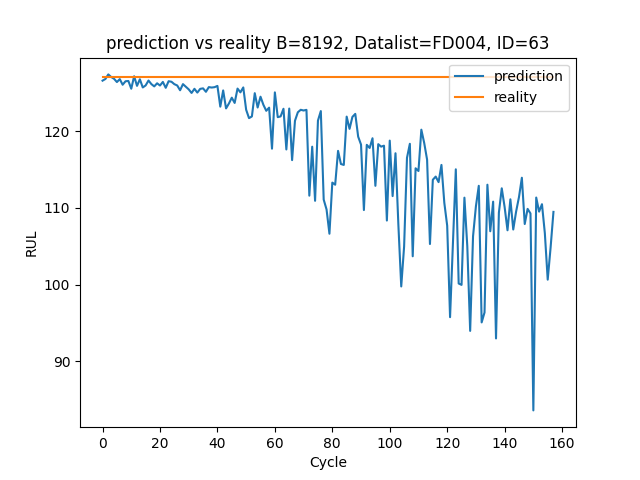 prediction vs reality B=8192, Datalist=FD004, ID=63
prediction
reality
120
110
100
90
RUL
0 20 40 60 80 100 120 140 160
Cycle